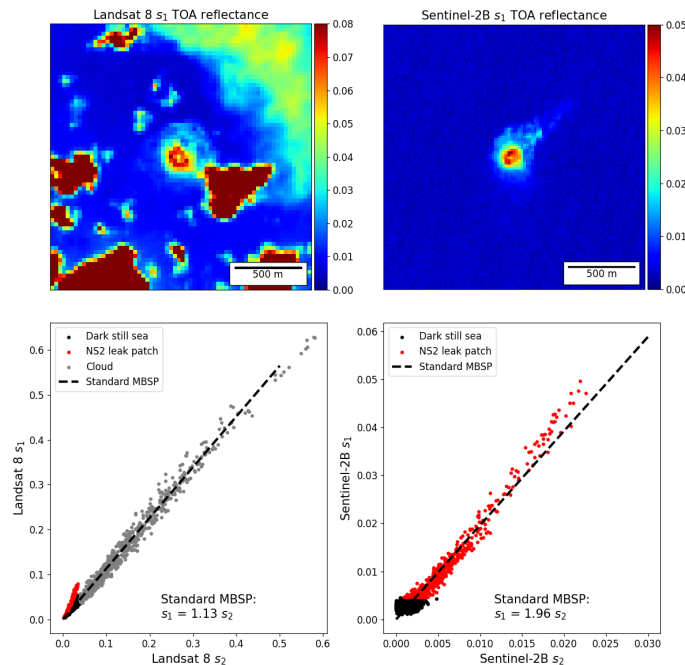 Landsat 8 s₁ TOA reflectance
0.08
0.07
0.06
0.05
0.04
0.03
0.02
0.01
0.00
500 m
Sentinel-2B s₁ TOA reflectance
0.05
0.04
0.03
0.02
0.01
0.00
500 m
Landsat 8 s₁
0.6
0.5
0.4
0.3
0.2
0.1
0.0
Dark still sea
NS2 leak patch
Cloud
Standard MBSP
Standard MBSP:
s₁ = 1.13 s₂
0.0 0.1 0.2 0.3 0.4 0.5 0.6
Landsat 8 s₂
Sentinel-2B s₁
0.06
0.05
0.04
0.03
0.02
0.01
0.00
Dark still sea
NS2 leak patch
Standard MBSP
Standard MBSP:
s₁ = 1.96 s₂
0.000 0.005 0.010 0.015 0.020 0.025 0.030
Sentinel-2B s₂